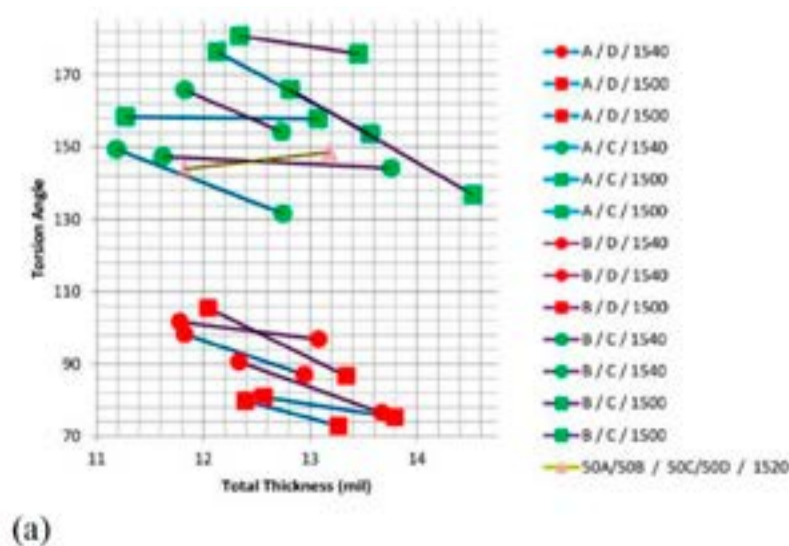 170
150
130
110
90
70
11 12 13 14
Torsion Angle
Total Thickness (mil)
A / D / 1540
A / D / 1500
A / D / 1500
A / C / 1540
A / C / 1500
A / C / 1500
B / D / 1540
B / D / 1540
B / D / 1500
B / C / 1540
B / C / 1540
B / C / 1500
B / C / 1500
50A/50B / 50C/50D / 1520
(a)